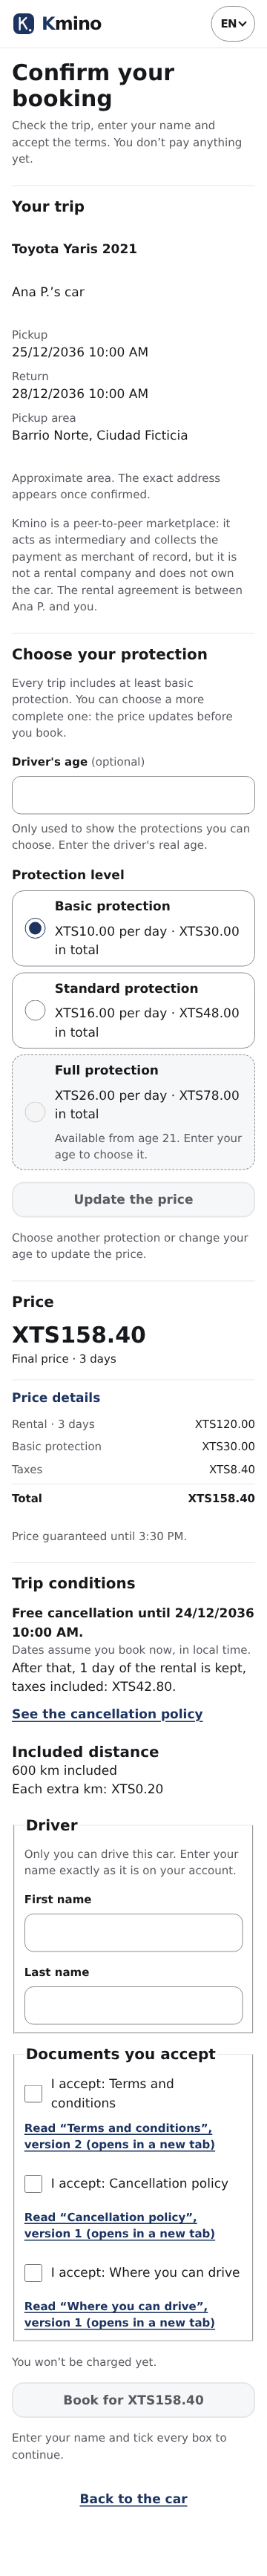 Kmino
EN
Confirm your
booking
Check the trip, enter your name and
accept the terms. You don’t pay anything
yet.
Your trip
Toyota Yaris 2021
Ana P.’s car
Pickup
25/12/2036 10:00 AM
Return
28/12/2036 10:00 AM
Pickup area
Barrio Norte, Ciudad Ficticia
Approximate area. The exact address
appears once confirmed.
Kmino is a peer-to-peer marketplace: it
acts as intermediary and collects the
payment as merchant of record, but it is
not a rental company and does not own
the car. The rental agreement is between
Ana P. and you.
Choose your protection
Every trip includes at least basic
protection. You can choose a more
complete one: the price updates before
you book.
Driver's age (optional)
Only used to show the protections you can
choose. Enter the driver's real age.
Protection level
Basic protection
XTS10.00 per day · XTS30.00
in total
Standard protection
XTS16.00 per day · XTS48.00
in total
Full protection
XTS26.00 per day · XTS78.00
in total
Available from age 21. Enter your
age to choose it.
Update the price
Choose another protection or change your
age to update the price.
Price
XTS158.40
Final price · 3 days
Price details
Rental · 3 days XTS120.00
Basic protection XTS30.00
Taxes XTS8.40
Total XTS158.40
Price guaranteed until 3:30 PM.
Trip conditions
Free cancellation until 24/12/2036
10:00 AM.
Dates assume you book now, in local time.
After that, 1 day of the rental is kept,
taxes included: XTS42.80.
See the cancellation policy
Included distance
600 km included
Each extra km: XTS0.20
Driver
Only you can drive this car. Enter your
name exactly as it is on your account.
First name
Last name
Documents you accept
I accept: Terms and
conditions
Read “Terms and conditions”,
version 2 (opens in a new tab)
I accept: Cancellation policy
Read “Cancellation policy”,
version 1 (opens in a new tab)
I accept: Where you can drive
Read “Where you can drive”,
version 1 (opens in a new tab)
You won’t be charged yet.
Book for XTS158.40
Enter your name and tick every box to
continue.
Back to the car